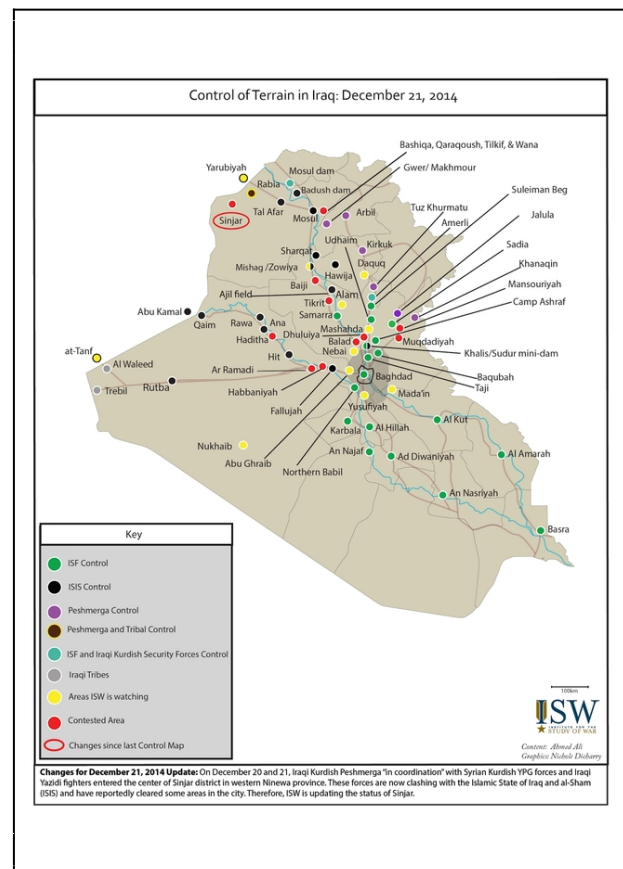 Control of Terrain in Iraq: December 21, 2014
Bashiqa, Qaraqoush, Tilkif, & Wana
Gwer/ Makhmour
Yarubiyah
Mosul dam
Suleiman Beg
Rabia
Badush dam
Tuz Khurmatu
Jalula
Tal Afar
Mosul
Arbil
Amerli
Sinjar
Udhaim
Kirkuk
Sadia
Sharqat
Khanaqin
Mishag /Zowiya
Hawija
Daquq
Mansouriyah
Baiji
Camp Ashraf
Ajil field
Alam
Tikrit
Abu Kamal
Samarra
Qaim
Rawa
Ana
Dhuluiya
Mashahda
Haditha
Balad
Muqdadiyah
at-Tanf
Hit
Nebai
Khalis/Sudur mini-dam
Al Waleed
Ar Ramadi
Baghdad
Baqubah
Trebil
Rutba
Habbaniyah
Taji
Mada'in
Fallujah
Yusufiyah
Nukhaib
Abu Ghraib
Karbala
Al Hillah
Al Kut
Northern Babil
An Najaf
Ad Diwaniyah
Al Amarah
An Nasriyah
Basra
Key
ISF Control
ISIS Control
Peshmerga Control
Peshmerga and Tribal Control
ISF and Iraqi Kurdish Security Forces Control
Iraqi Tribes
Areas ISW is watching
Contested Area
Changes since last Control Map
100km
ISW
INSTITUTE FOR THE
STUDY OF WAR
Content: Ahmed Ali
Graphics: Nichole Dicharry
Changes for December 21, 2014 Update: On December 20 and 21, Iraqi Kurdish Peshmerga “in coordination” with Syrian Kurdish YPG forces and Iraqi
Yazidi fighters entered the center of Sinjar district in western Ninewa province. These forces are now clashing with the Islamic State of Iraq and al-Sham
(ISIS) and have reportedly cleared some areas in the city. Therefore, ISW is updating the status of Sinjar.